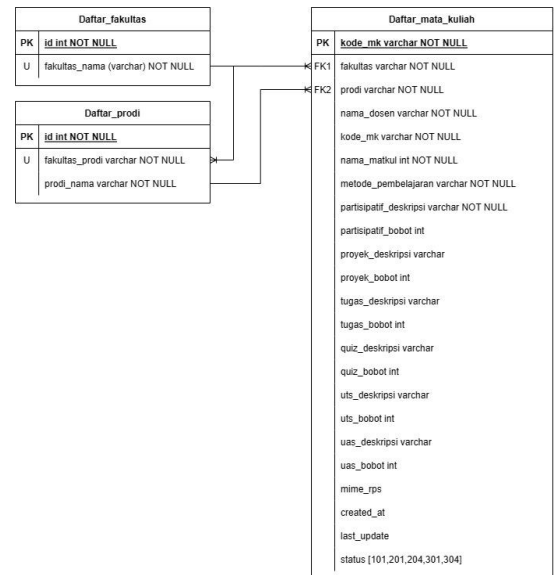 Daftar_fakultas
PK id int NOT NULL
U fakultas_nama (varchar) NOT NULL
Daftar_prodi
PK id int NOT NULL
U fakultas_prodi varchar NOT NULL
prodi_nama varchar NOT NULL
Daftar_mata_kuliah
PK kode_mk varchar NOT NULL
FK1 fakultas varchar NOT NULL
FK2 prodi varchar NOT NULL
nama_dosen varchar NOT NULL
kode_mk varchar NOT NULL
nama_matkul int NOT NULL
metode_pembelajaran varchar NOT NULL
partisipatif_deskripsi varchar NOT NULL
partisipatif_bobot int
proyek_deskripsi varchar
proyek_bobot int
tugas_deskripsi varchar
tugas_bobot int
quiz_deskripsi varchar
quiz_bobot int
uts_deskripsi varchar
uts_bobot int
uas_deskripsi varchar
uas_bobot int
mime_rps
created_at
last_update
status [101,201,204,301,304]